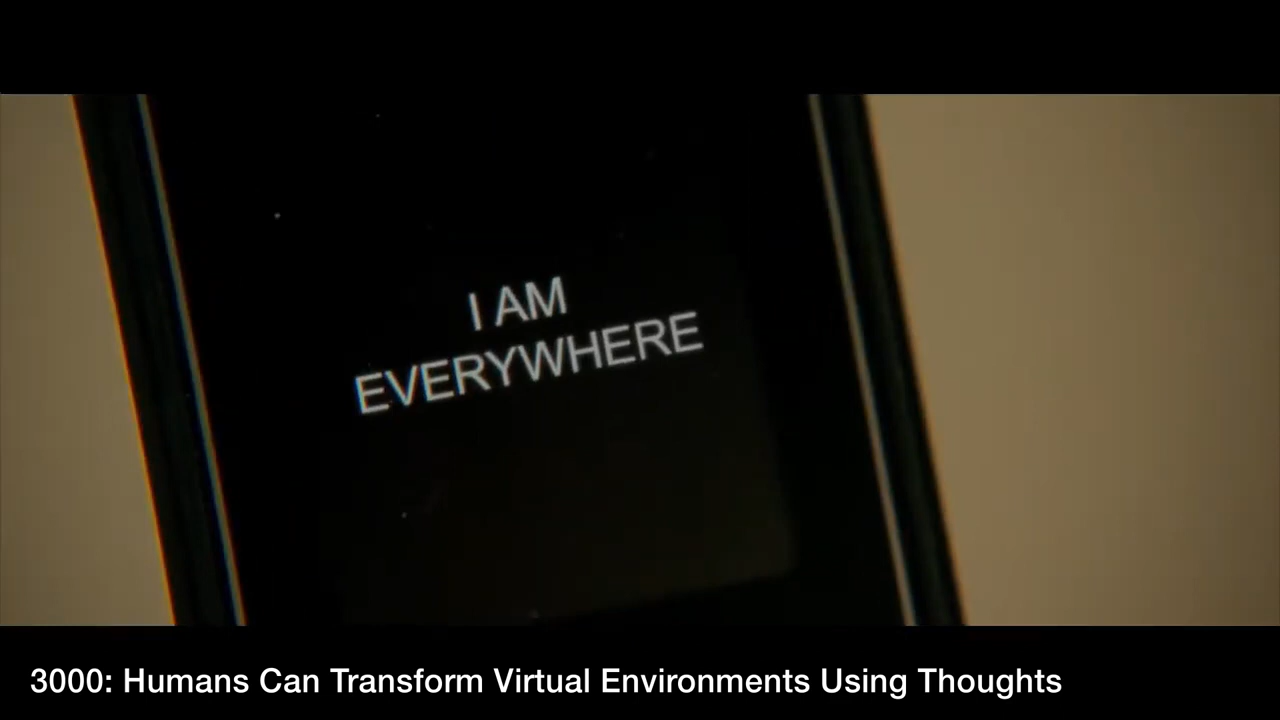 I AM
EVERYWHERE
3000: Humans Can Transform Virtual Environments Using Thoughts